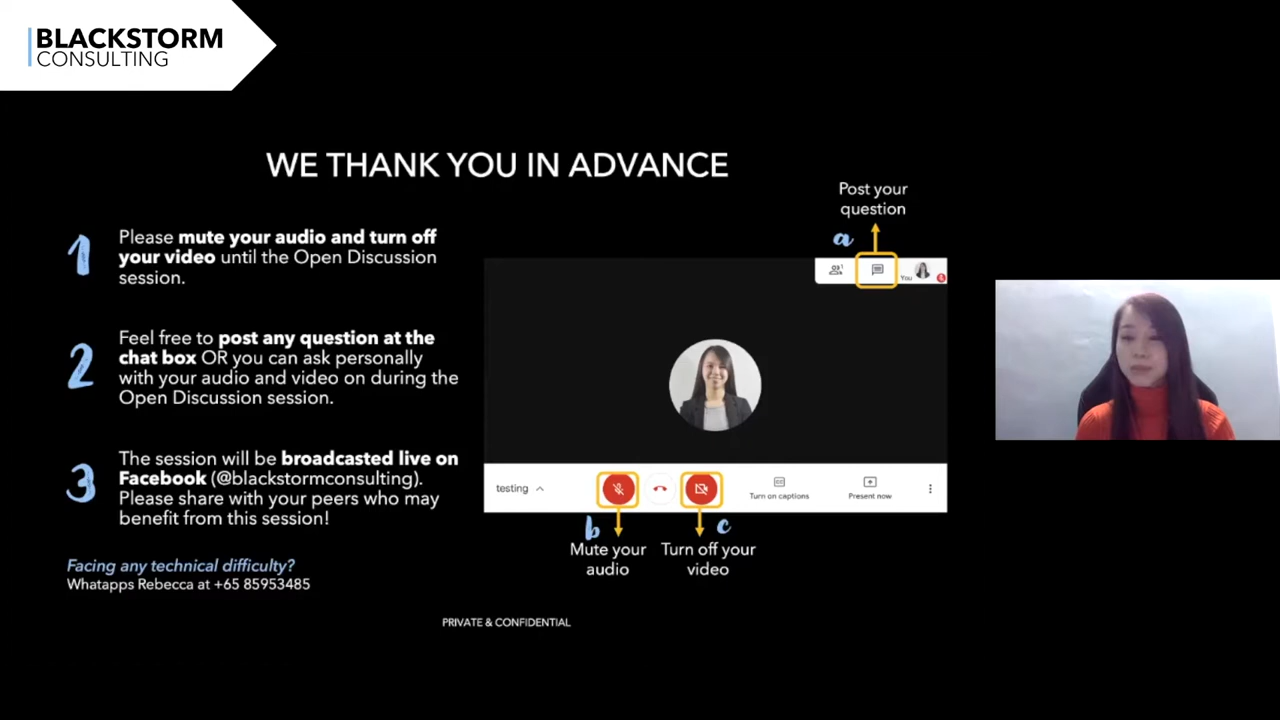 BLACKSTORM
CONSULTING
WE THANK YOU IN ADVANCE
1
Please mute your audio and turn off
your video until the Open Discussion
session.
2
Feel free to post any question at the
chat box OR you can ask personally
with your audio and video on during the
Open Discussion session.
3
The session will be broadcasted live on
Facebook (@blackstormconsulting).
Please share with your peers who may
benefit from this session!
Facing any technical difficulty?
Whatapps Rebecca at +65 85953485
Post your
question
a
1
You
testing
CC
Turn on captions
Present now
b
c
Mute your
audio
Turn off your
video
PRIVATE & CONFIDENTIAL